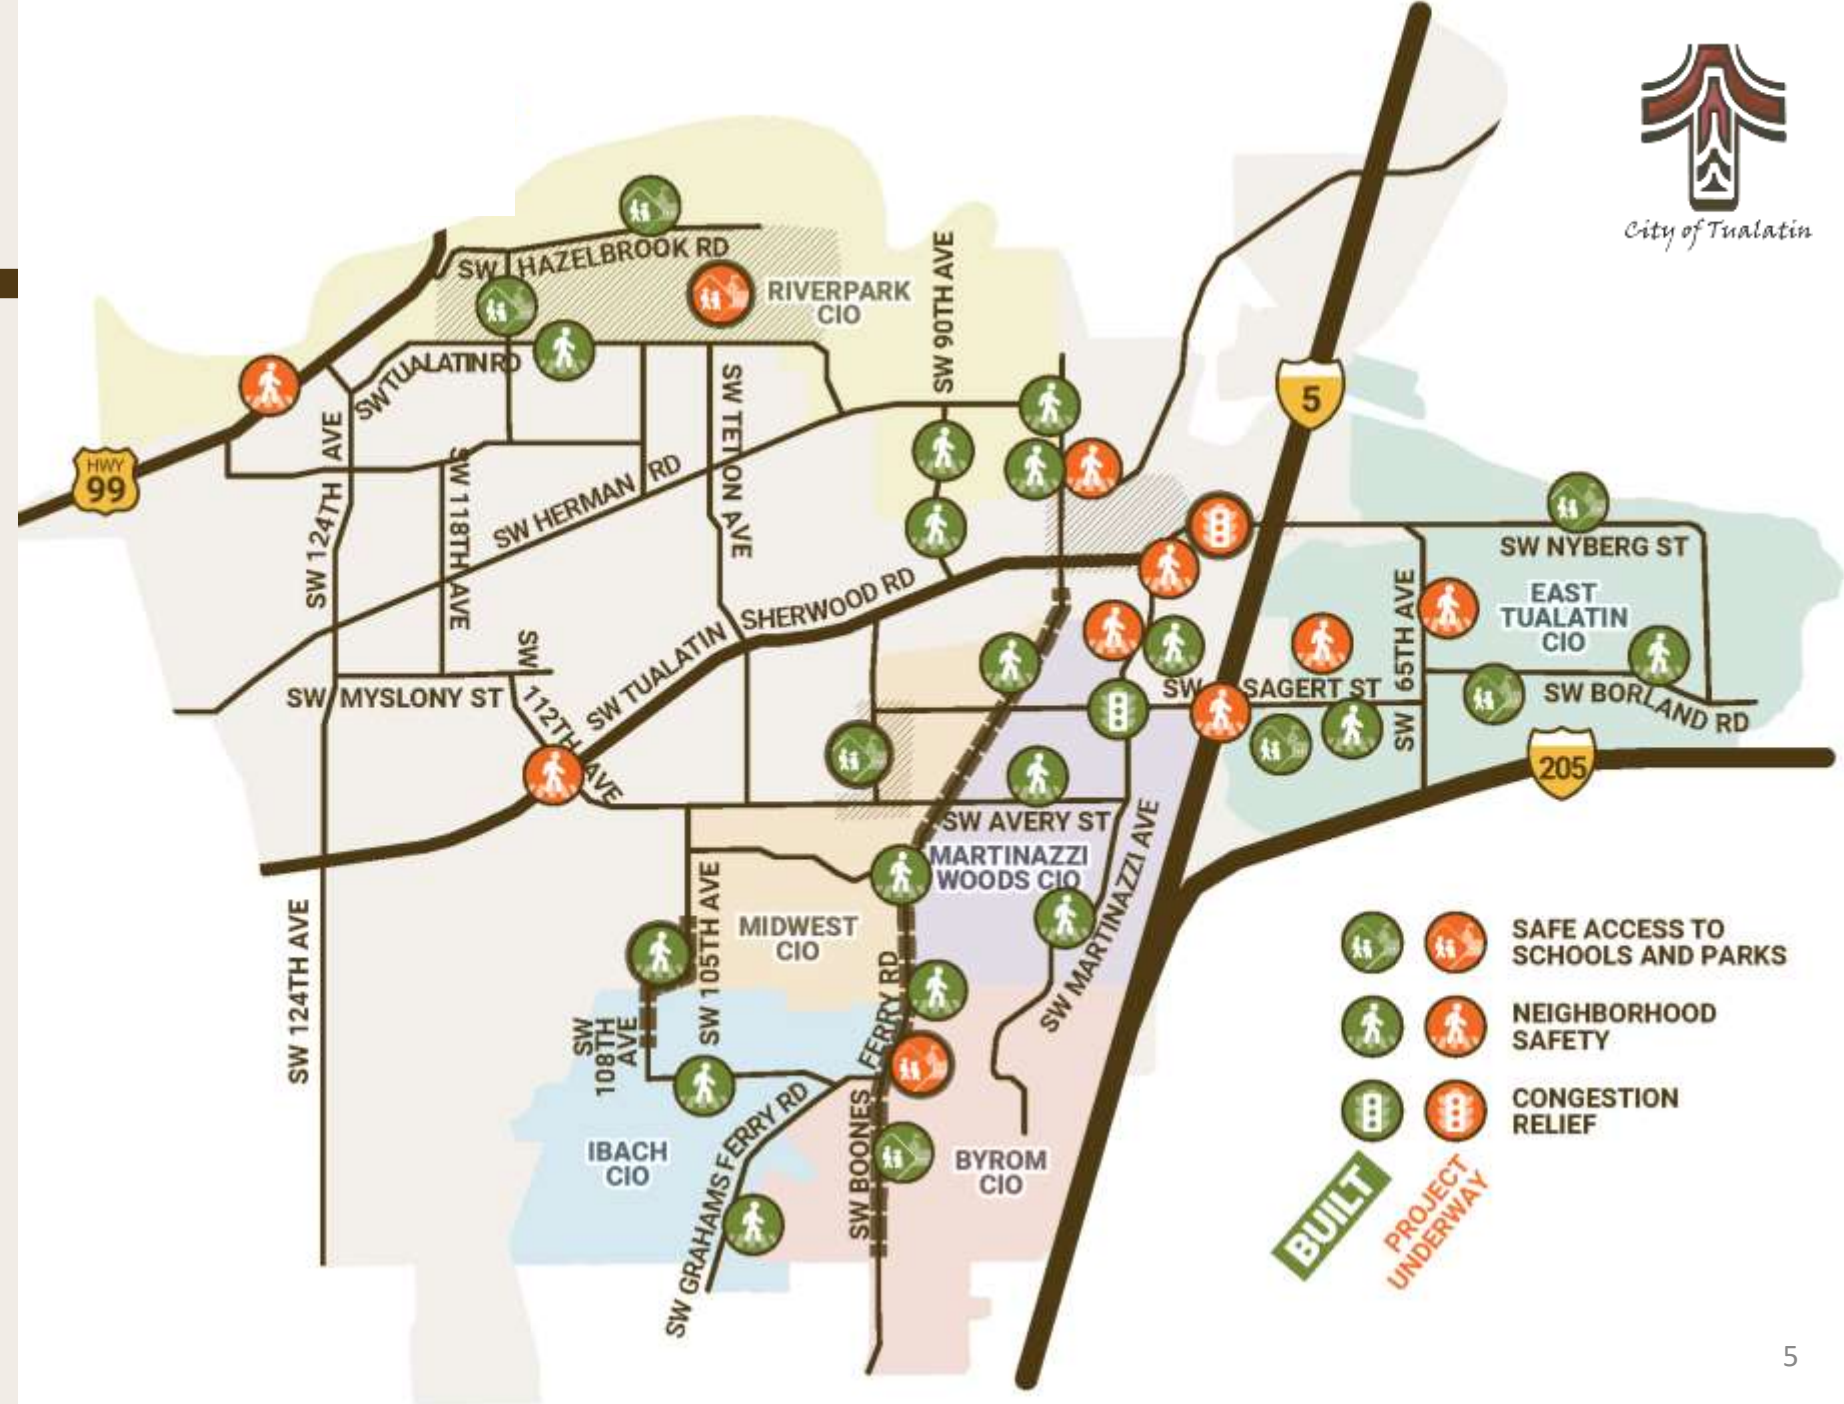 City of Tualatin
SW HAZELBROOK RD
RIVERPARK
CIO
SW 90TH AVE
SW TUALATIN RD
5
HWY
99
SW 124TH AVE
SW 118TH AVE
SW TETON AVE
SW HERMAN RD
SW NYBERG ST
EAST
TUALATIN
CIO
SW 65TH AVE
SW TUALATIN SHERWOOD RD
SW MYSLONY ST
SW 112TH AVE
SW SAGERT ST
SW BORLAND RD
205
SW AVERY ST
MARTINAZZI
WOODS CIO
SW MARTINAZZI AVE
MIDWEST
CIO
SW 105TH AVE
SW 124TH AVE
SW
108TH
AVE
SW BOONES FERRY RD
SW GRAHAMS FERRY RD
IBACH
CIO
BYROM
CIO
SAFE ACCESS TO
SCHOOLS AND PARKS
NEIGHBORHOOD
SAFETY
CONGESTION
RELIEF
BUILT
PROJECT
UNDERWAY
5